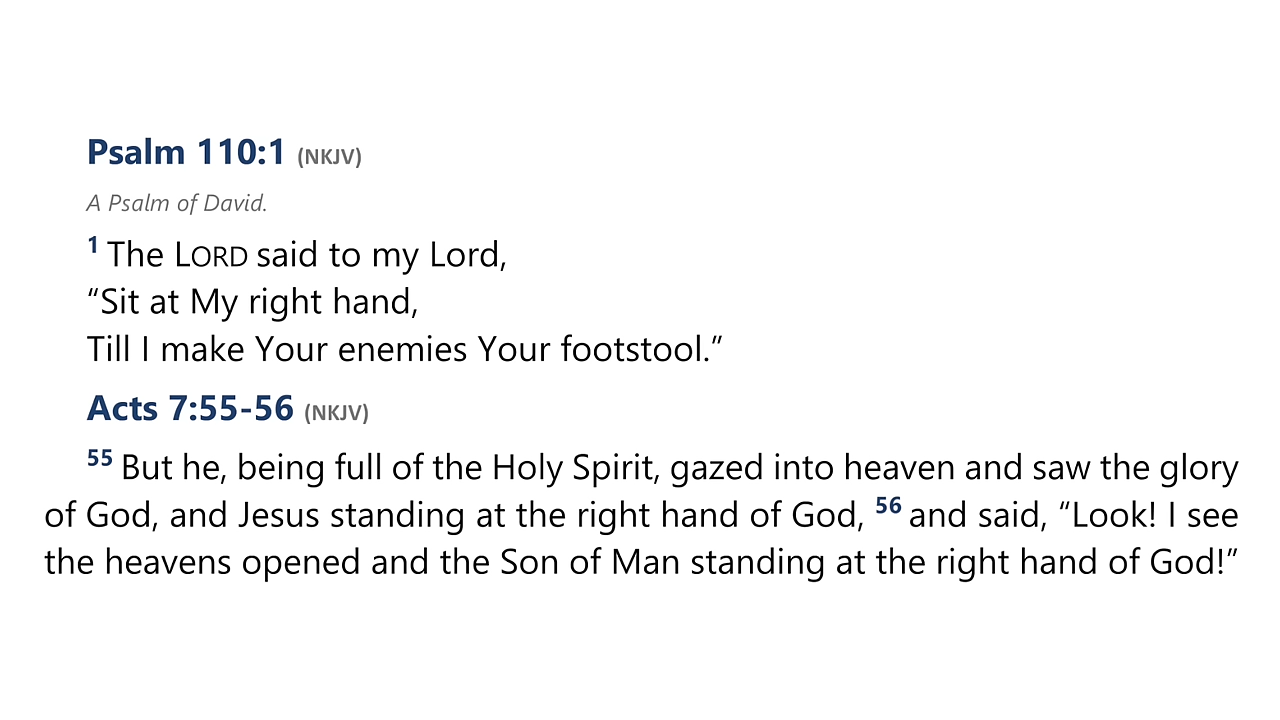 Psalm 110:1 (NKJV)
A Psalm of David.
1 The LORD said to my Lord,
“Sit at My right hand,
Till I make Your enemies Your footstool.”
Acts 7:55-56 (NKJV)
55 But he, being full of the Holy Spirit, gazed into heaven and saw the glory
of God, and Jesus standing at the right hand of God, 56 and said, “Look! I see
the heavens opened and the Son of Man standing at the right hand of God!”